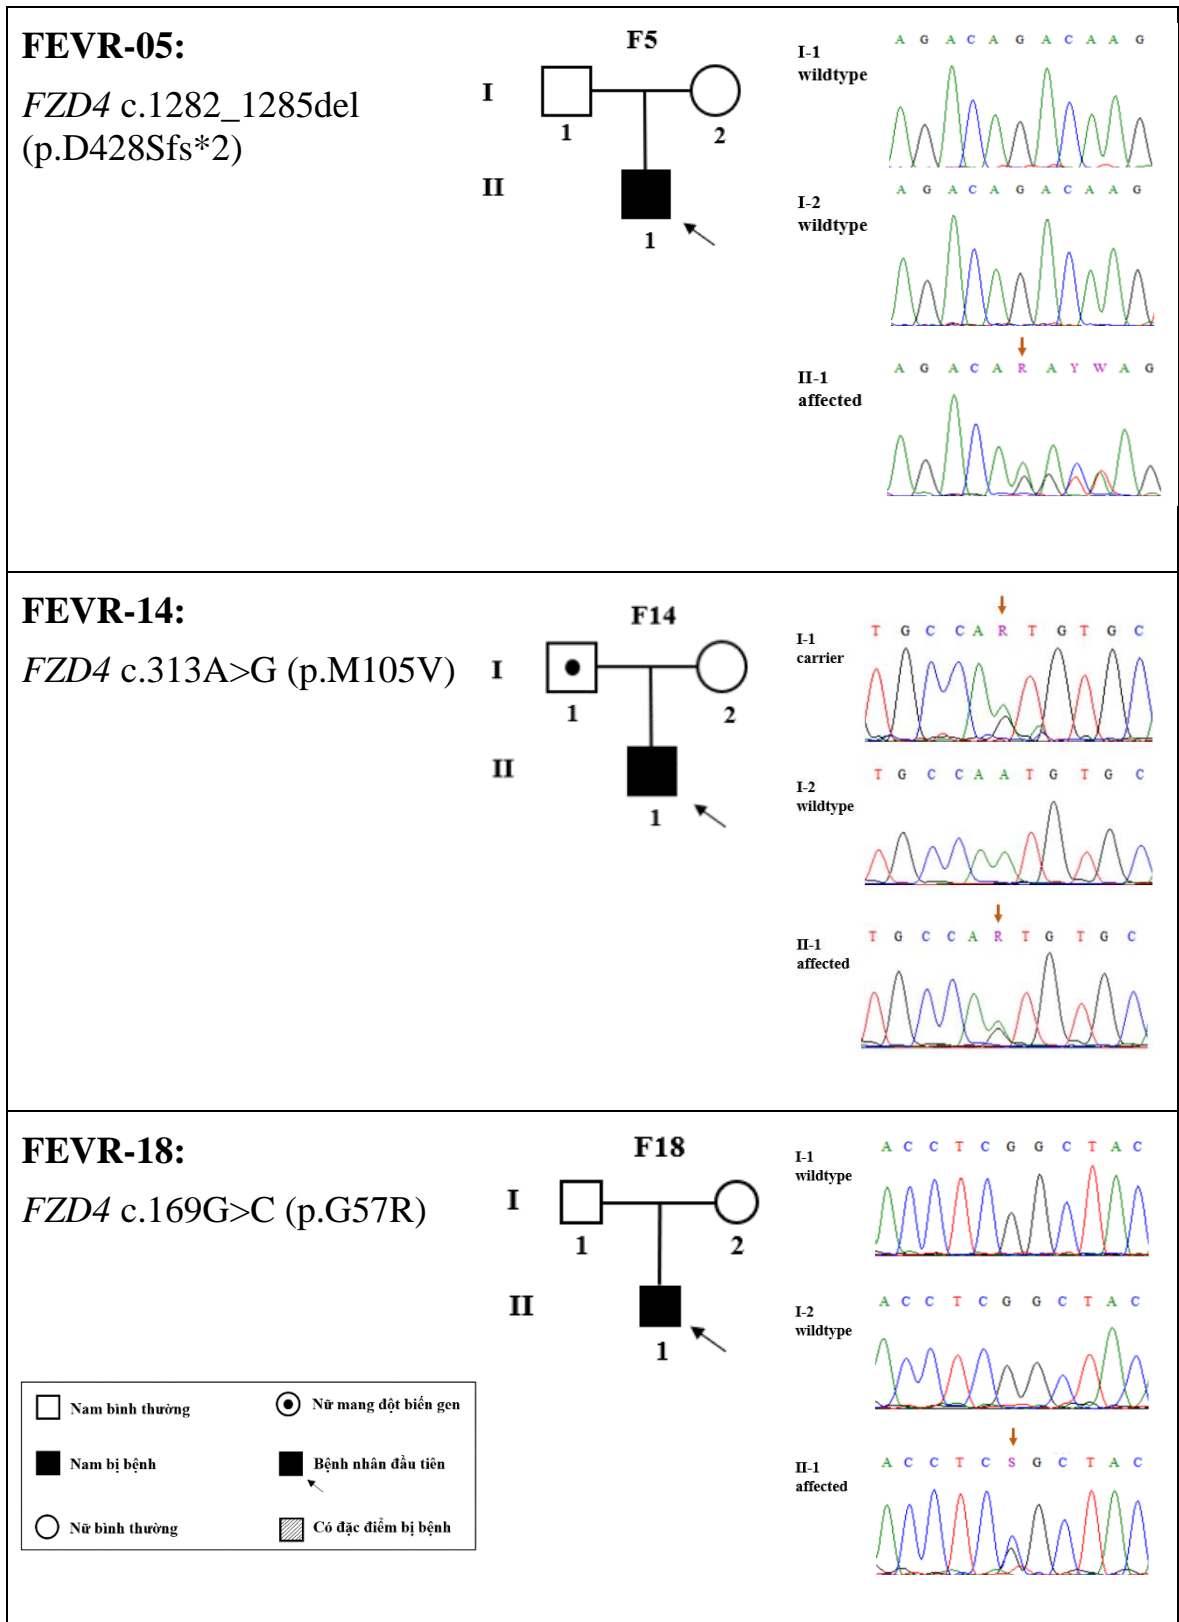 FEVR-05:
FZD4 c.1282_1285del
(p.D428Sfs*2)
F5
I
1
2
II
1
I-1
wildtype
A G A C A G A C A A G
I-2
wildtype
A G A C A G A C A A G
II-1
affected
A G A C A R A Y W A G
FEVR-14:
FZD4 c.313A>G (p.M105V)
F14
I
1
2
II
1
I-1
carrier
T G C C A R T G T G C
I-2
wildtype
T G C C A A T G T G C
II-1
affected
T G C C A R T G T G C
FEVR-18:
FZD4 c.169G>C (p.G57R)
F18
I
1
2
II
1
I-1
wildtype
A C C T C G G C T A C
I-2
wildtype
A C C T C G G C T A C
II-1
affected
A C C T C S G C T A C
Nam bình thường
Nữ mang đột biến gen
Nam bị bệnh
Bệnh nhân đầu tiên
Nữ bình thường
Có đặc điểm bị bệnh